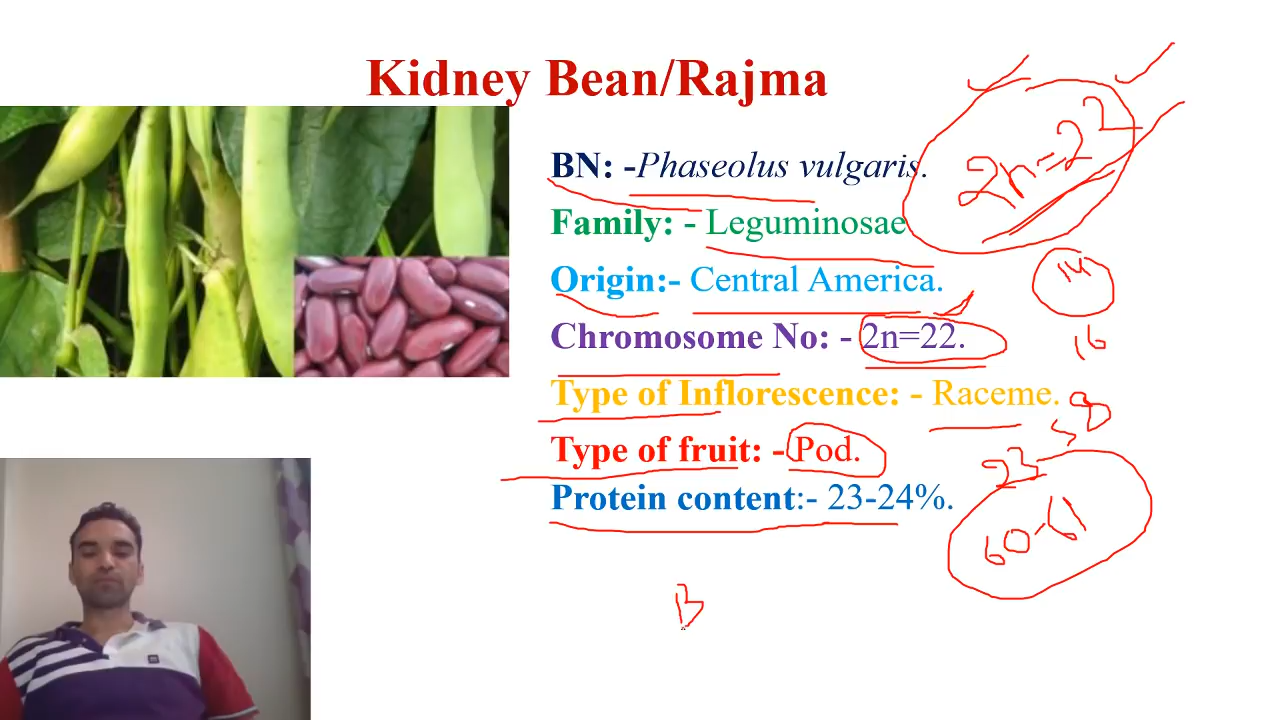 Kidney Bean/Rajma
BN: -Phaseolus vulgaris.
2n=22
Family: - Leguminosae
Origin:- Central America.
14
Chromosome No: - 2n=22.
16
Type of Inflorescence: - Raceme.
Type of fruit: - Pod.
23
Protein content:- 23-24%.
60-61
B